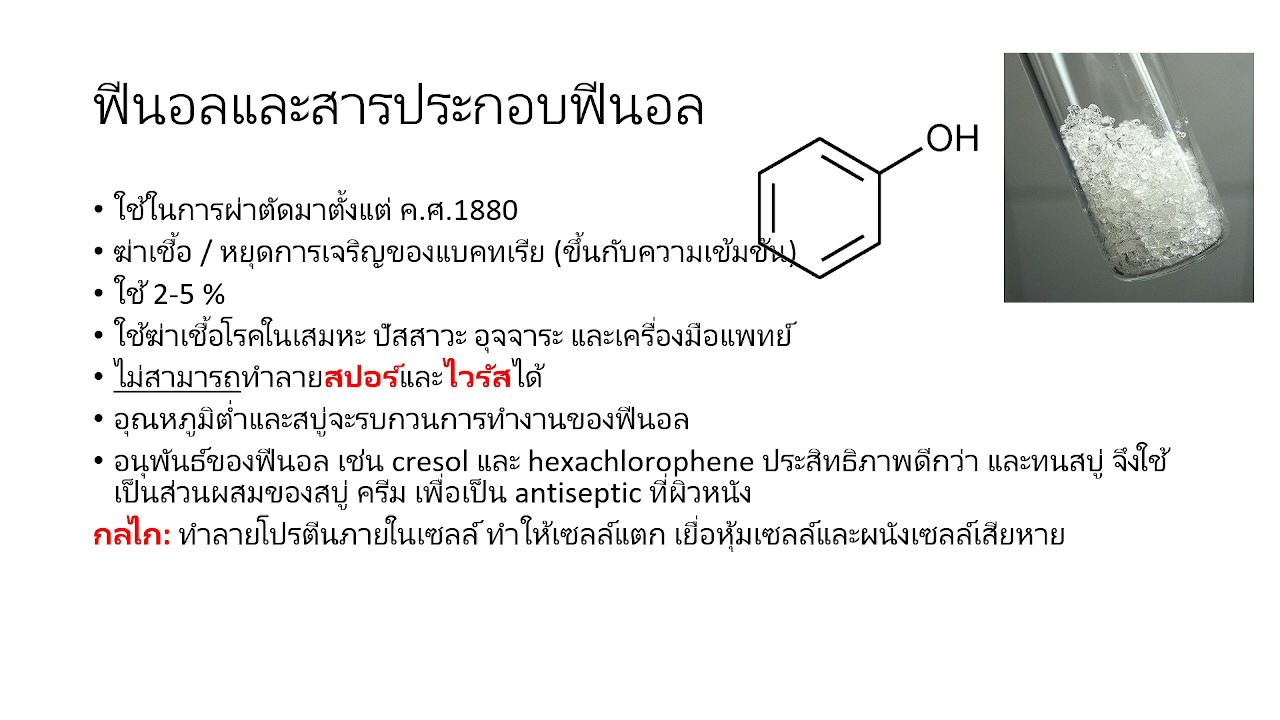 ฟีนอลและสารประกอบฟีนอล
OH
• ใช้ในการผ่าตัดมาตั้งแต่ ค.ศ.1880
• ฆ่าเชื้อ / หยุดการเจริญของแบคทเรีย (ขึ้นกับความเข้มข้น)
• ใช้ 2-5 %
• ใช้ฆ่าเชื้อโรคในเสมหะ ปัสสาวะ อุจจาระ และเครื่องมือแพทย์
• ไม่สามารถทำลายสปอร์และไวรัสได้
• อุณหภูมิต่ำและสบู่จะรบกวนการทำงานของฟีนอล
• อนุพันธ์ของฟีนอล เช่น cresol และ hexachlorophene ประสิทธิภาพดีกว่า และทนสบู่ จึงใช้
เป็นส่วนผสมของสบู่ ครีม เพื่อเป็น antiseptic ที่ผิวหนัง
กลไก: ทำลายโปรตีนภายในเซลล์ ทำให้เซลล์แตก เยื่อหุ้มเซลล์และผนังเซลล์เสียหาย